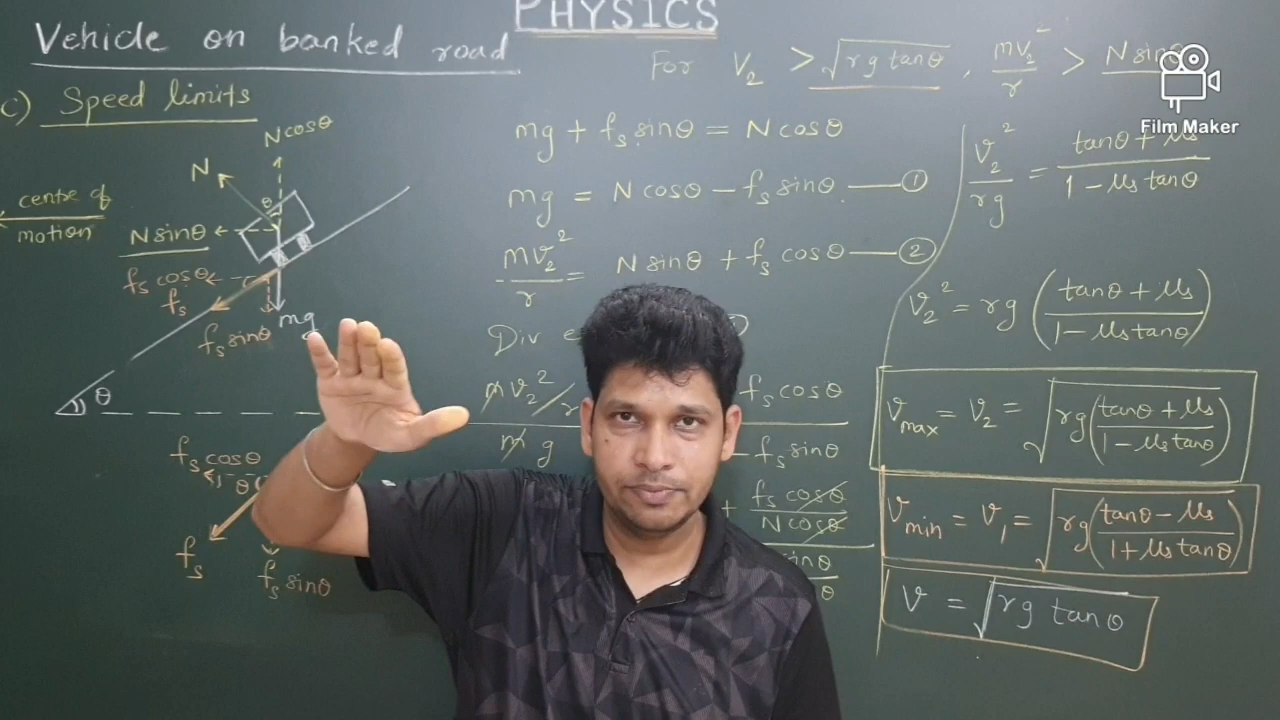 PHYSICS
Vehicle on banked road
c) Speed limits
Ncosθ
N
θ
centre of
motion
Nsinθ
fs cosθ
fs
fs sinθ
mg
θ
fs cosθ
θ
fs
fs sinθ
For V₂ > √(rg tanθ) , mv₂²/r > N sinθ
mg + fs sinθ = N cosθ
mg = N cosθ − fs sinθ ——①
mv₂²/r = N sinθ + fs cosθ —②
Div
mv₂²/r
fs cosθ
mg
− fs sinθ
+ fs cosθ / N cosθ
sinθ
θ
v₂²/rg = (tanθ + μs)/(1 − μs tanθ)
v₂² = rg ((tanθ + μs)/(1 − μs tanθ))
Vmax = V₂ = √(rg((tanθ + μs)/(1 − μs tanθ)))
Vmin = V₁ = √(rg((tanθ − μs)/(1 + μs tanθ)))
V = √(rg tanθ)
Film Maker